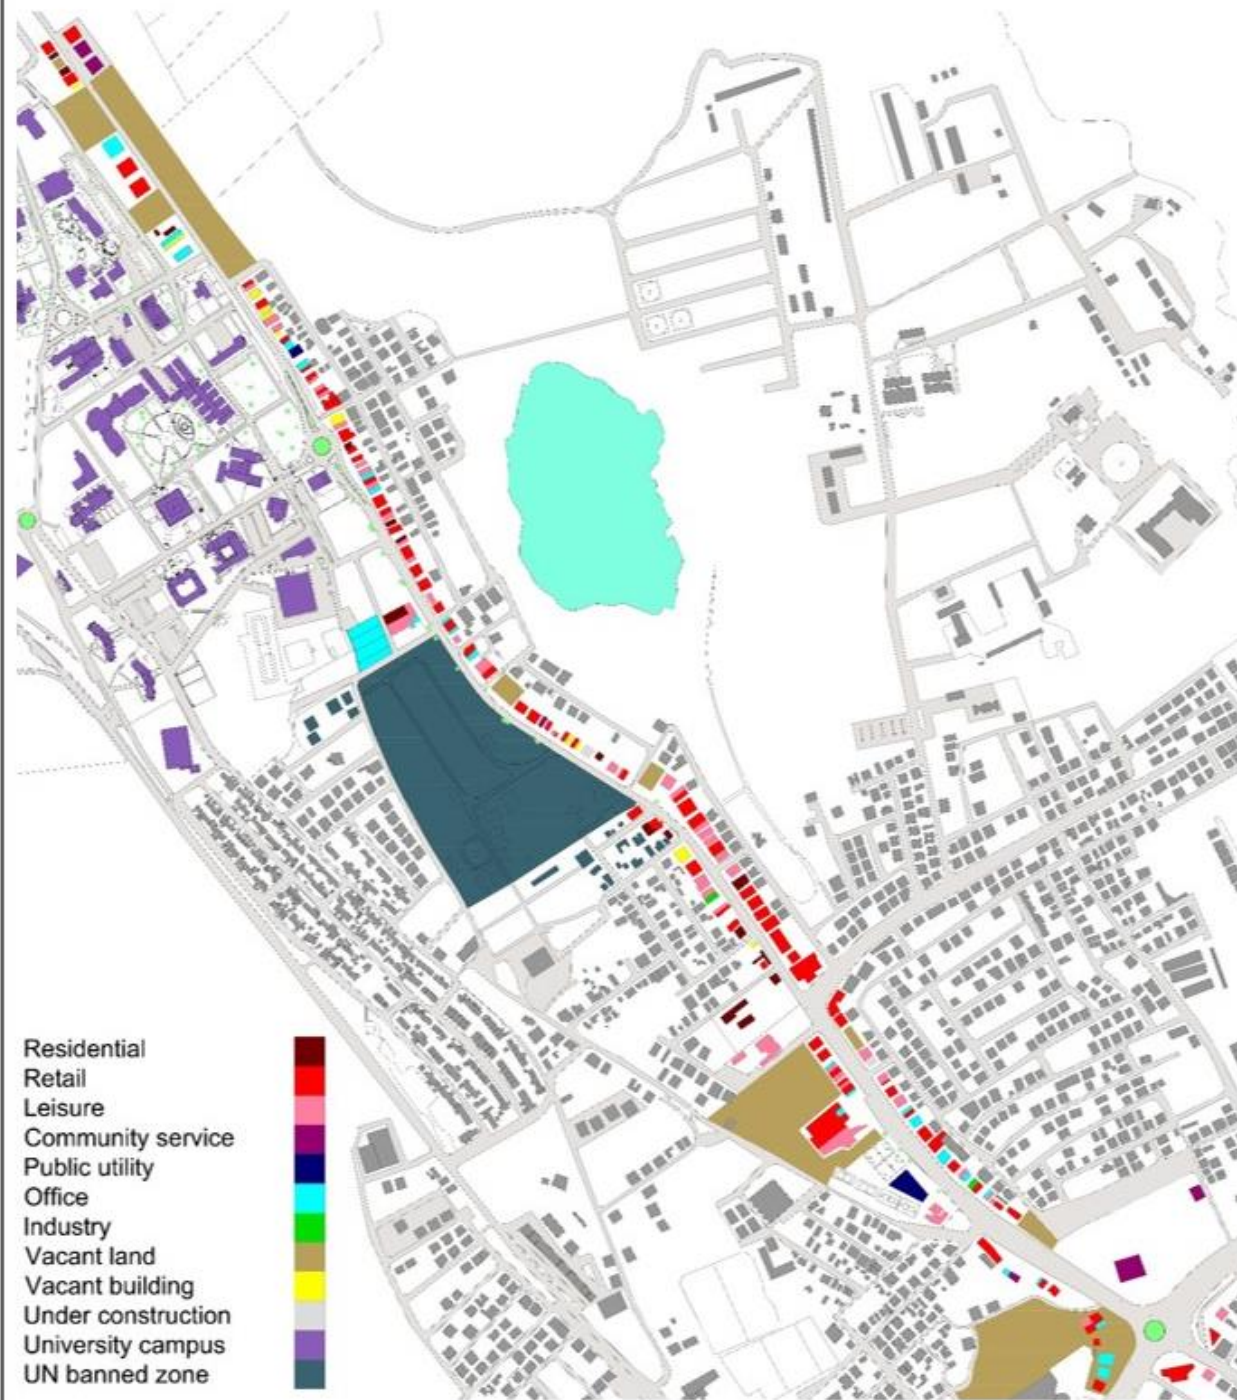 Residential
Retail
Leisure
Community service
Public utility
Office
Industry
Vacant land
Vacant building
Under construction
University campus
UN banned zone